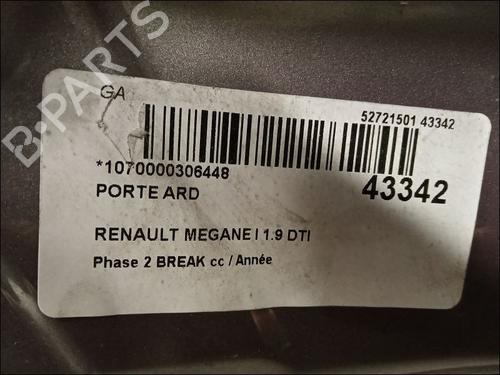 B-PARTS
GA
52721501 43342
*1070000306448
43342
PORTE ARD
RENAULT MEGANE I 1.9 DTI
Phase 2 BREAK cc / Année